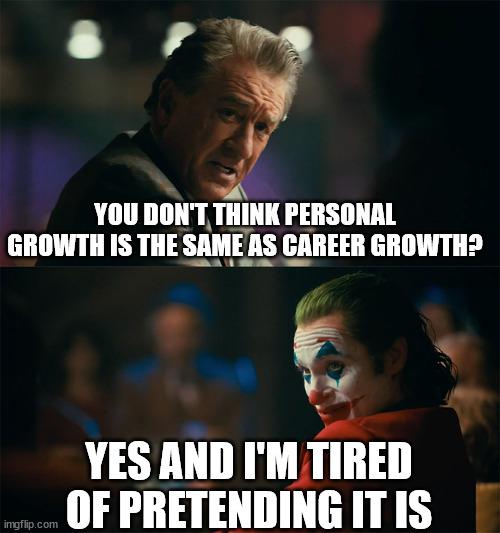 YOU DON'T THINK PERSONAL
GROWTH IS THE SAME AS CAREER GROWTH?
YES AND I'M TIRED
OF PRETENDING IT IS
imgflip.com